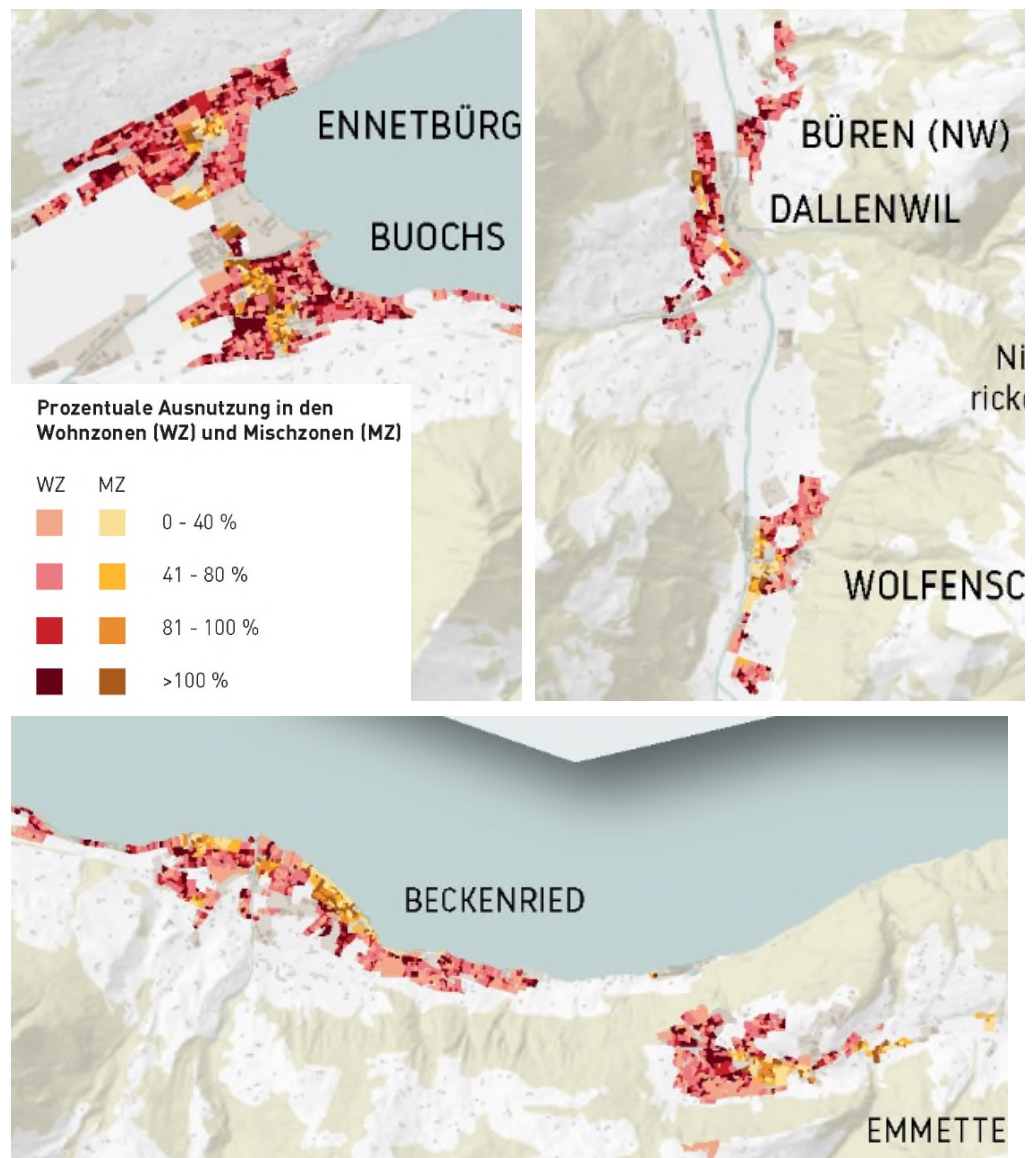 ENNETBÜRG
BUOCHS
Prozentuale Ausnutzung in den
Wohnzonen (WZ) und Mischzonen (MZ)
WZ MZ
0 - 40 %
41 - 80 %
81 - 100 %
>100 %
BÜREN (NW)
DALLENWIL
Ni
ricke
WOLFENSC
BECKENRIED
EMMETTE